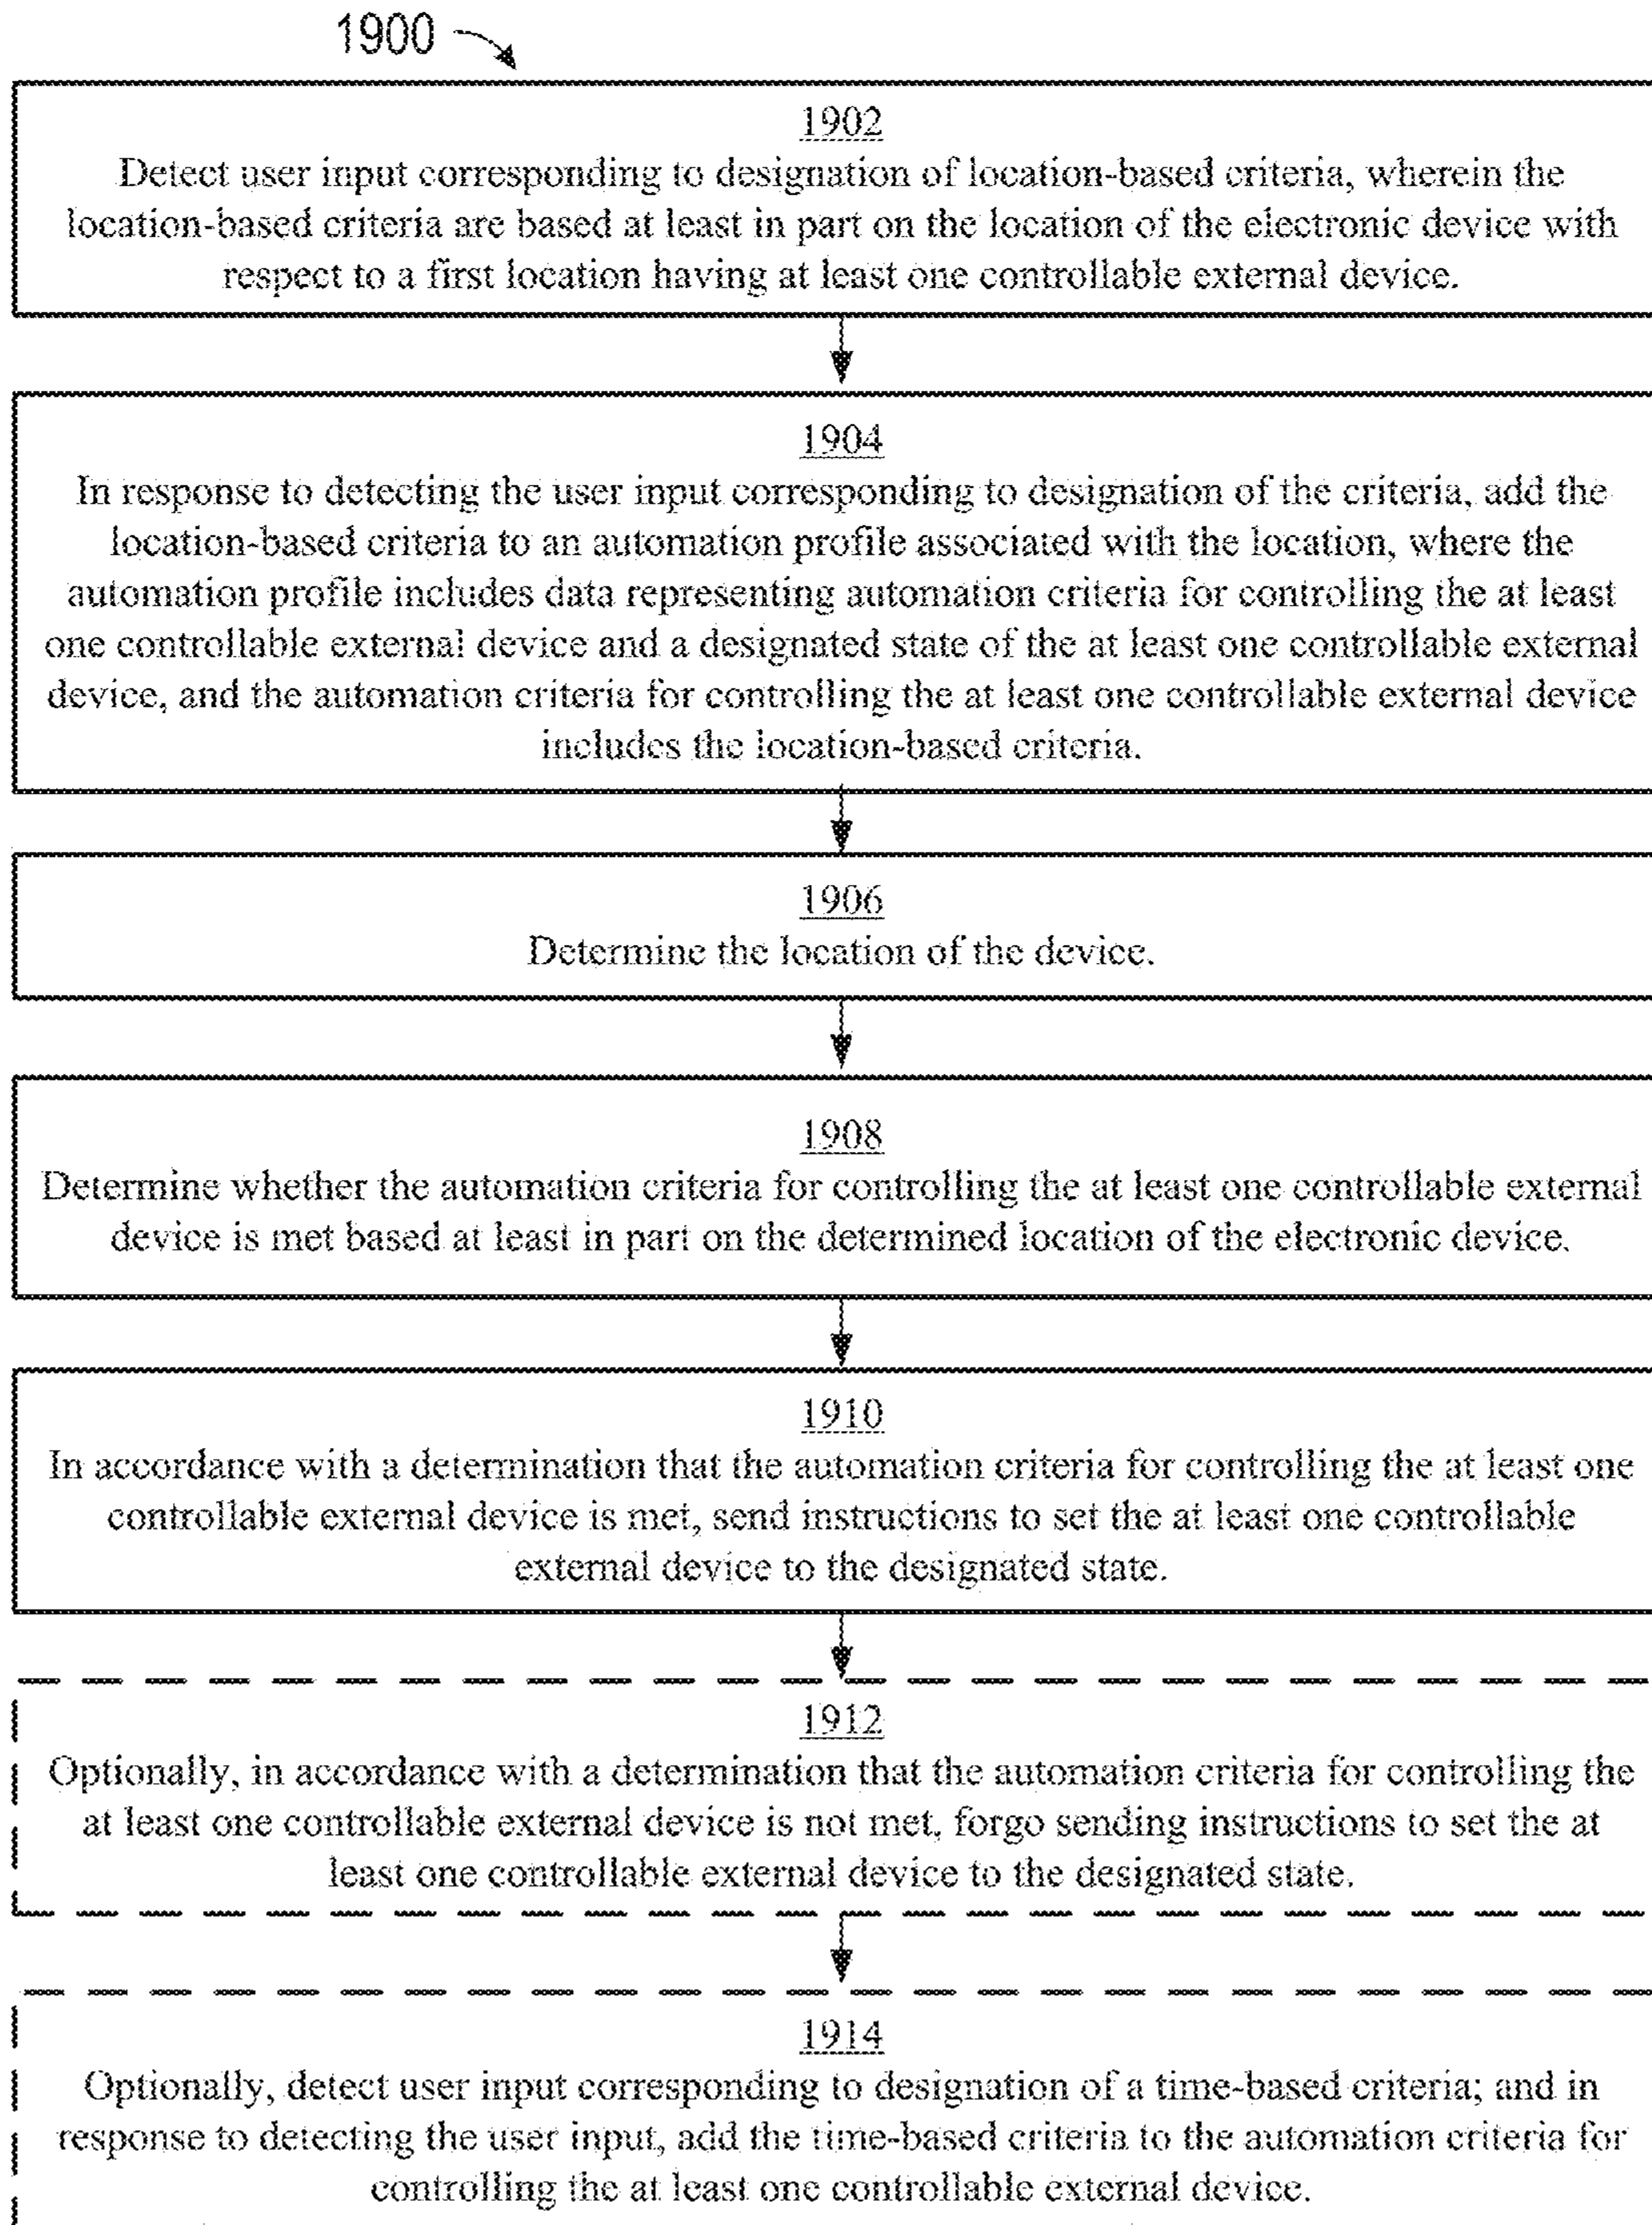 1900
1902
Detect user input corresponding to designation of location-based criteria, wherein the
location-based criteria are based at least in part on the location of the electronic device with
respect to a first location having at least one controllable external device.
1904
In response to detecting the user input corresponding to designation of the criteria, add the
location-based criteria to an automation profile associated with the location, where the
automation profile includes data representing automation criteria for controlling the at least
one controllable external device and a designated state of the at least one controllable external
device, and the automation criteria for controlling the at least one controllable external device
includes the location-based criteria.
1906
Determine the location of the device.
1908
Determine whether the automation criteria for controlling the at least one controllable external
device is met based at least in part on the determined location of the electronic device.
1910
In accordance with a determination that the automation criteria for controlling the at least one
controllable external device is met, send instructions to set the at least one controllable
external device to the designated state.
1912
Optionally, in accordance with a determination that the automation criteria for controlling the
at least one controllable external device is not met, forgo sending instructions to set the at
least one controllable external device to the designated state.
1914
Optionally, detect user input corresponding to designation of a time-based criteria; and in
response to detecting the user input, add the time-based criteria to the automation criteria for
controlling the at least one controllable external device.